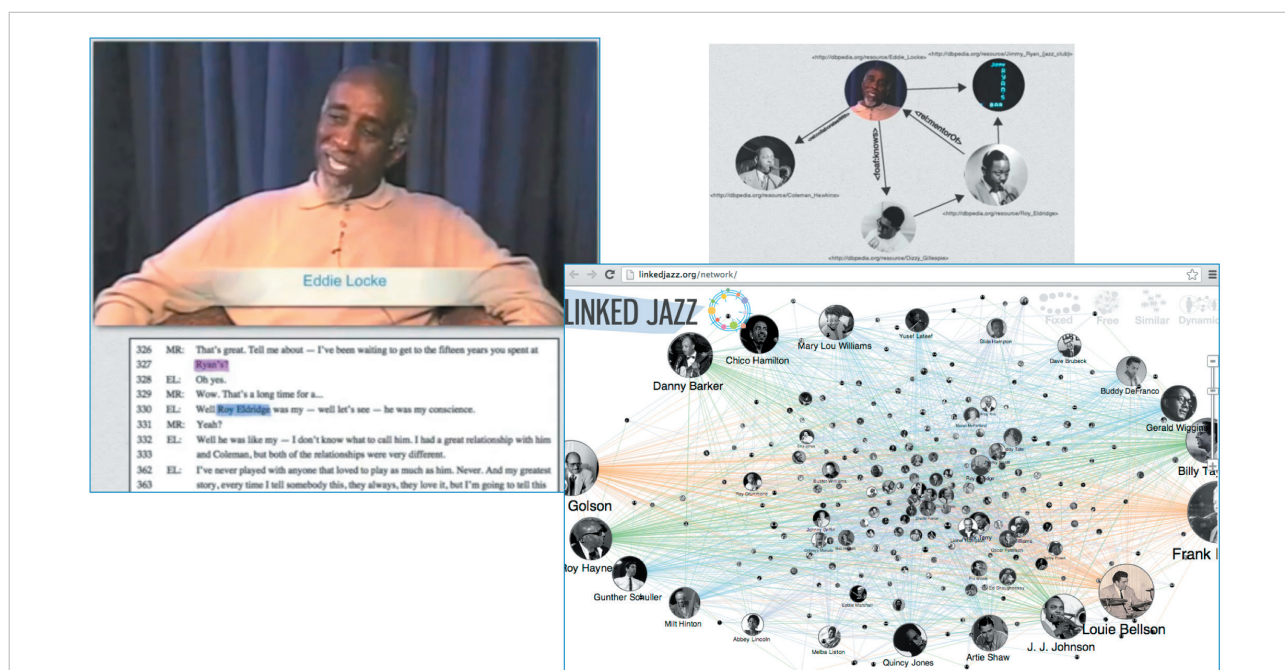 Eddie Locke
326 MR: That's great. Tell me about — I've been waiting to get to the fifteen years you spent at
327 Ryan's?
328 EL: Oh yes.
329 MR: Wow. That's a long time for a...
330 EL: Well Roy Eldridge was my — well let's see — he was my conscience.
331 MR: Yeah?
332 EL: Well he was like my — I don't know what to call him. I had a great relationship with him
333 and Coleman, but both of the relationships were very different.
362 EL: I've never played with anyone that loved to play as much as him. Never. And my greatest
363 story, every time I tell somebody this, they always, they love it, but I'm going to tell this
<http://dbpedia.org/resource/Jimmy_Ryan_(jazz_club)>
<http://dbpedia.org/resource/Eddie_Locke>
<rel:mentorOf>
<foaf:knows>
<http://dbpedia.org/resource/Coleman_Hawkins>
<http://dbpedia.org/resource/Roy_Eldridge>
<http://dbpedia.org/resource/Dizzy_Gillespie>
linkedjazz.org/network/
LINKED JAZZ
Fixed Free Similar Dynamic
Mary Lou Williams
Yusef Lateef
Slide Hampton
Chico Hamilton
Dave Brubeck
Danny Barker
Buddy DeFranco
Gerald Wiggins
Billy Ta
Golson
Frank
Roy Hayne
Gunther Schuller
Milt Hinton
Abbey Lincoln
Melba Liston
Quincy Jones
Artie Shaw
J. J. Johnson
Louie Bellson